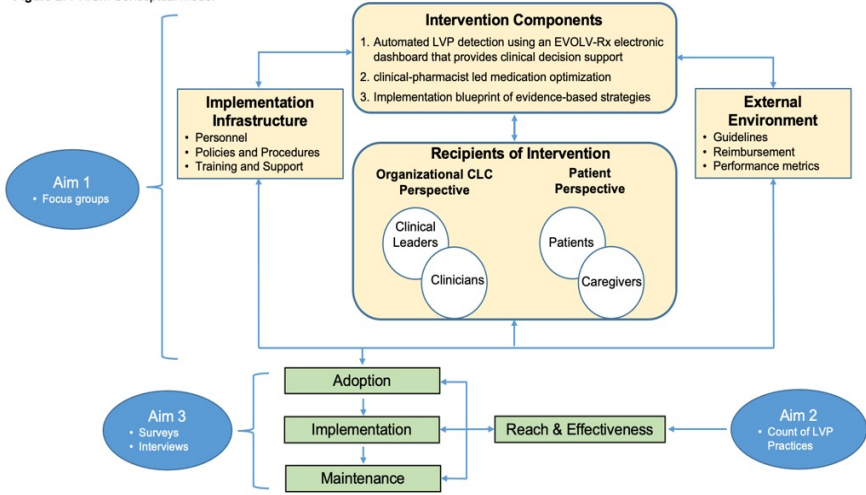 Intervention Components
1. Automated LVP detection using an EVOLV-Rx electronic
dashboard that provides clinical decision support
2. clinical-pharmacist led medication optimization
3. Implementation blueprint of evidence-based strategies
Implementation
Infrastructure
• Personnel
• Policies and Procedures
• Training and Support
External
Environment
• Guidelines
• Reimbursement
• Performance metrics
Recipients of Intervention
Organizational CLC
Perspective
Patient
Perspective
Clinical
Leaders
Clinicians
Patients
Caregivers
Aim 1
• Focus groups
Adoption
Implementation
Maintenance
Reach & Effectiveness
Aim 3
• Surveys
• Interviews
Aim 2
• Count of LVP
Practices